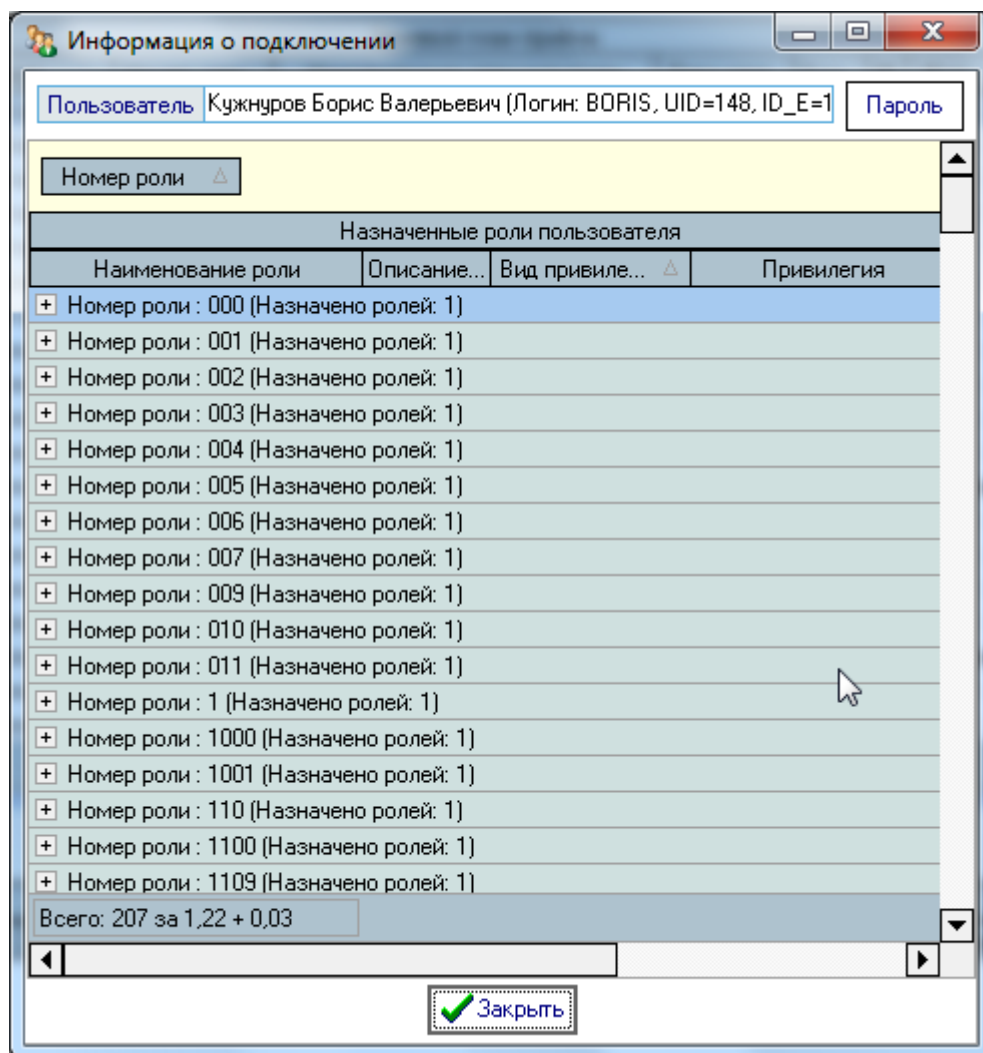 Информация о подключении
Пользователь Кужнуров Борис Валерьевич (Логин: BORIS, UID=148, ID_E=1 Пароль
Номер роли
Назначенные роли пользователя
Наименование роли Описание... Вид привиле... Привилегия
Номер роли : 000 (Назначено ролей: 1)
Номер роли : 001 (Назначено ролей: 1)
Номер роли : 002 (Назначено ролей: 1)
Номер роли : 003 (Назначено ролей: 1)
Номер роли : 004 (Назначено ролей: 1)
Номер роли : 005 (Назначено ролей: 1)
Номер роли : 006 (Назначено ролей: 1)
Номер роли : 007 (Назначено ролей: 1)
Номер роли : 009 (Назначено ролей: 1)
Номер роли : 010 (Назначено ролей: 1)
Номер роли : 011 (Назначено ролей: 1)
Номер роли : 1 (Назначено ролей: 1)
Номер роли : 1000 (Назначено ролей: 1)
Номер роли : 1001 (Назначено ролей: 1)
Номер роли : 110 (Назначено ролей: 1)
Номер роли : 1100 (Назначено ролей: 1)
Номер роли : 1109 (Назначено ролей: 1)
Всего: 207 за 1,22 + 0,03
Закрыть